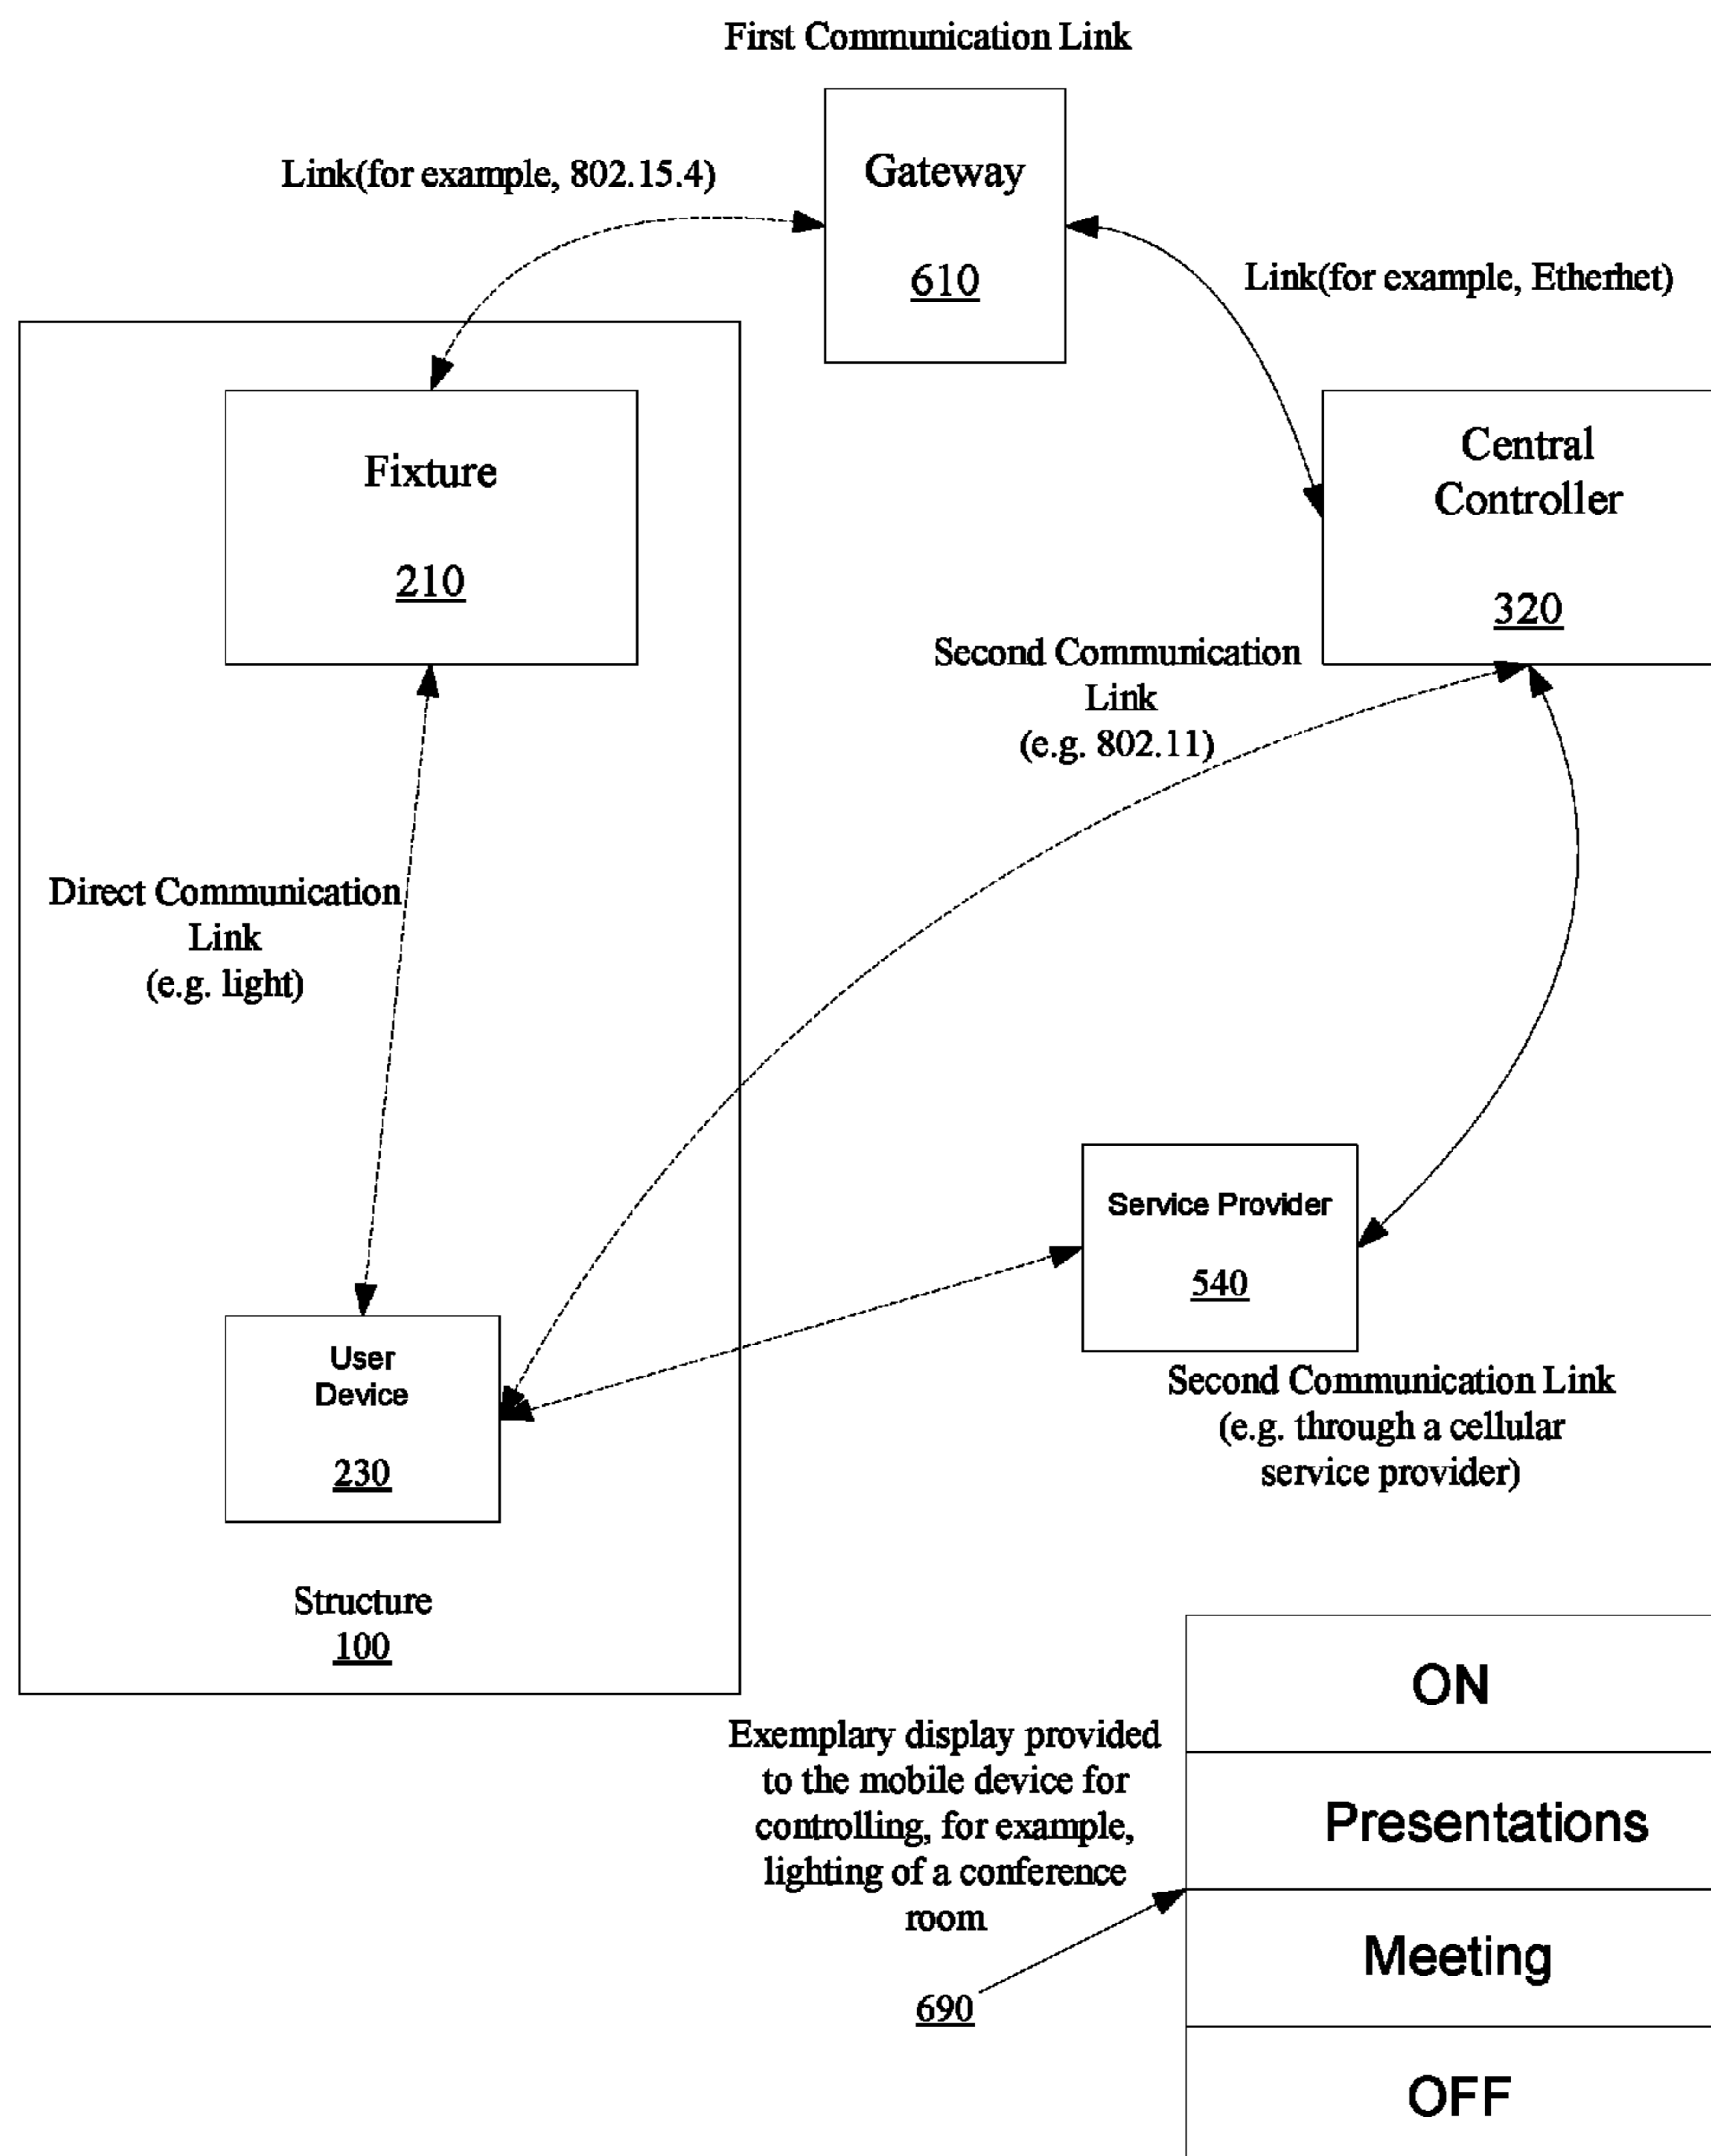 First Communication Link
Gateway
610
Link(for example, 802.15.4)
Link(for example, Ethernet)
Fixture
210
Central
Controller
320
Second Communication
Link
(e.g. 802.11)
Direct Communication
Link
(e.g. light)
Service Provider
540
User
Device
230
Second Communication Link
(e.g. through a cellular
service provider)
Structure
100
ON
Presentations
Meeting
OFF
Exemplary display provided
to the mobile device for
controlling, for example,
lighting of a conference
room
690